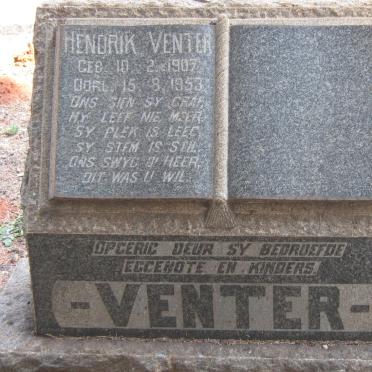 HENDRIK VENTER
GEB. 10. 2. 1907.
OORL. 15. 8. 1953.
ONS SIEN SY GRAF,
HY LEEF NIE MEER.
SY PLEK IS LEEG,
SY STEM IS STIL.
ONS SWYG O' HEER,
DIT WAS U WIL.
OPGERIG DEUR SY BEDROEFDE
EGGENOTE EN KINDERS.
-VENTER-